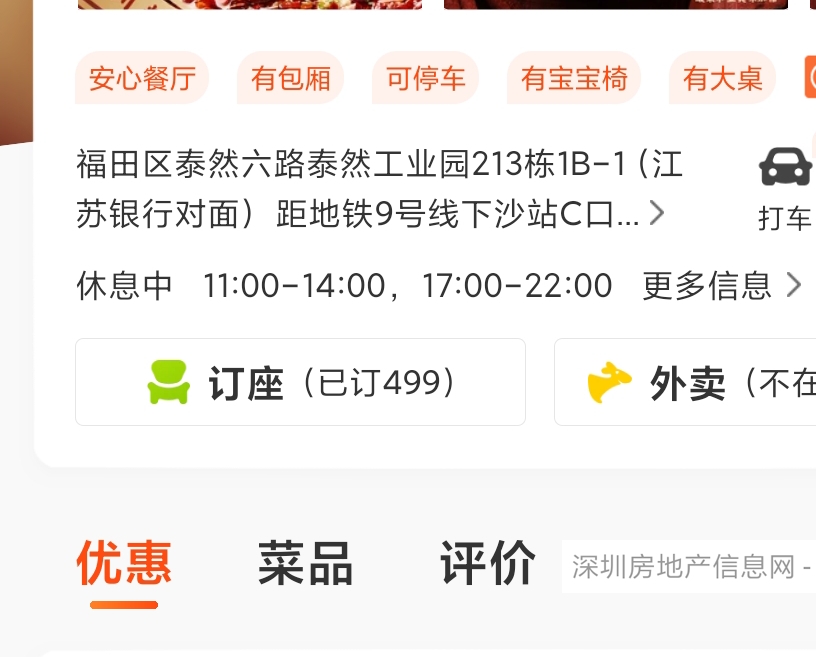 安心餐厅 有包厢 可停车 有宝宝椅 有大桌
福田区泰然六路泰然工业园213栋1B-1（江
苏银行对面）距地铁9号线下沙站C口...
打车
休息中 11:00-14:00，17:00-22:00 更多信息
订座（已订499） 外卖（不在
优惠 菜品 评价 深圳房地产信息网 -